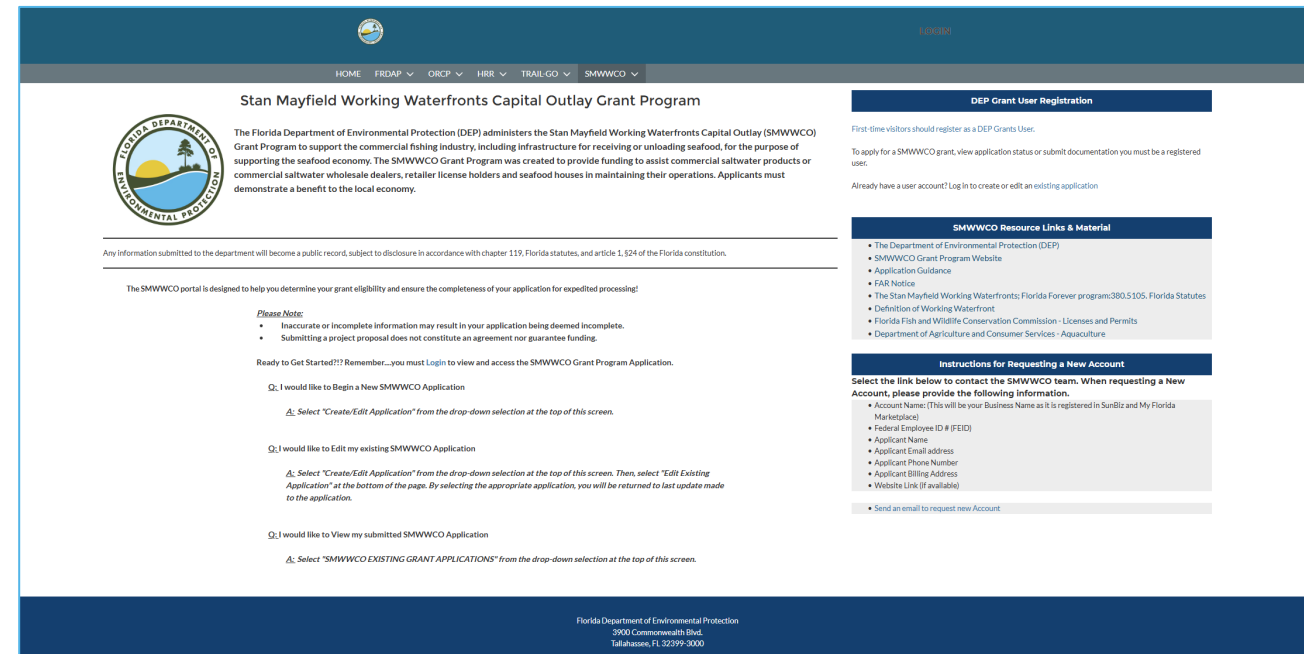 LOGIN
HOME FRDAP ORCP HRR TRAIL-GO SMWWCO
Stan Mayfield Working Waterfronts Capital Outlay Grant Program
FLORIDA DEPARTMENT OF ENVIRONMENTAL PROTECTION
The Florida Department of Environmental Protection (DEP) administers the Stan Mayfield Working Waterfronts Capital Outlay (SMWWCO)
Grant Program to support the commercial fishing industry, including infrastructure for receiving or unloading seafood, for the purpose of
supporting the seafood economy. The SMWWCO Grant Program was created to provide funding to assist commercial saltwater products or
commercial saltwater wholesale dealers, retailer license holders and seafood houses in maintaining their operations. Applicants must
demonstrate a benefit to the local economy.
Any information submitted to the department will become a public record, subject to disclosure in accordance with chapter 119, Florida statutes, and article 1, §24 of the Florida constitution.
The SMWWCO portal is designed to help you determine your grant eligibility and ensure the completeness of your application for expedited processing!
Please Note:
• Inaccurate or incomplete information may result in your application being deemed incomplete.
• Submitting a project proposal does not constitute an agreement nor guarantee funding.
Ready to Get Started?!? Remember....you must Login to view and access the SMWWCO Grant Program Application.
Q: I would like to Begin a New SMWWCO Application
A: Select "Create/Edit Application" from the drop-down selection at the top of this screen.
Q: I would like to Edit my existing SMWWCO Application
A: Select "Create/Edit Application" from the drop-down selection at the top of this screen. Then, select "Edit Existing
Application" at the bottom of the page. By selecting the appropriate application, you will be returned to last update made
to the application.
Q: I would like to View my submitted SMWWCO Application
A: Select "SMWWCO EXISTING GRANT APPLICATIONS" from the drop-down selection at the top of this screen.
DEP Grant User Registration
First-time visitors should register as a DEP Grants User.
To apply for a SMWWCO grant, view application status or submit documentation you must be a registered
user.
Already have a user account? Log in to create or edit an existing application
SMWWCO Resource Links & Material
• The Department of Environmental Protection (DEP)
• SMWWCO Grant Program Website
• Application Guidance
• FAR Notice
• The Stan Mayfield Working Waterfronts; Florida Forever program:380.5105. Florida Statutes
• Definition of Working Waterfront
• Florida Fish and Wildlife Conservation Commission - Licenses and Permits
• Department of Agriculture and Consumer Services - Aquaculture
Instructions for Requesting a New Account
Select the link below to contact the SMWWCO team. When requesting a New
Account, please provide the following information.
• Account Name: (This will be your Business Name as it is registered in SunBiz and My Florida
Marketplace)
• Federal Employee ID # (FEID)
• Applicant Name
• Applicant Email address
• Applicant Phone Number
• Applicant Billing Address
• Website Link (if available)
• Send an email to request new Account
Florida Department of Environmental Protection
3900 Commonwealth Blvd.
Tallahassee, FL 32399-3000